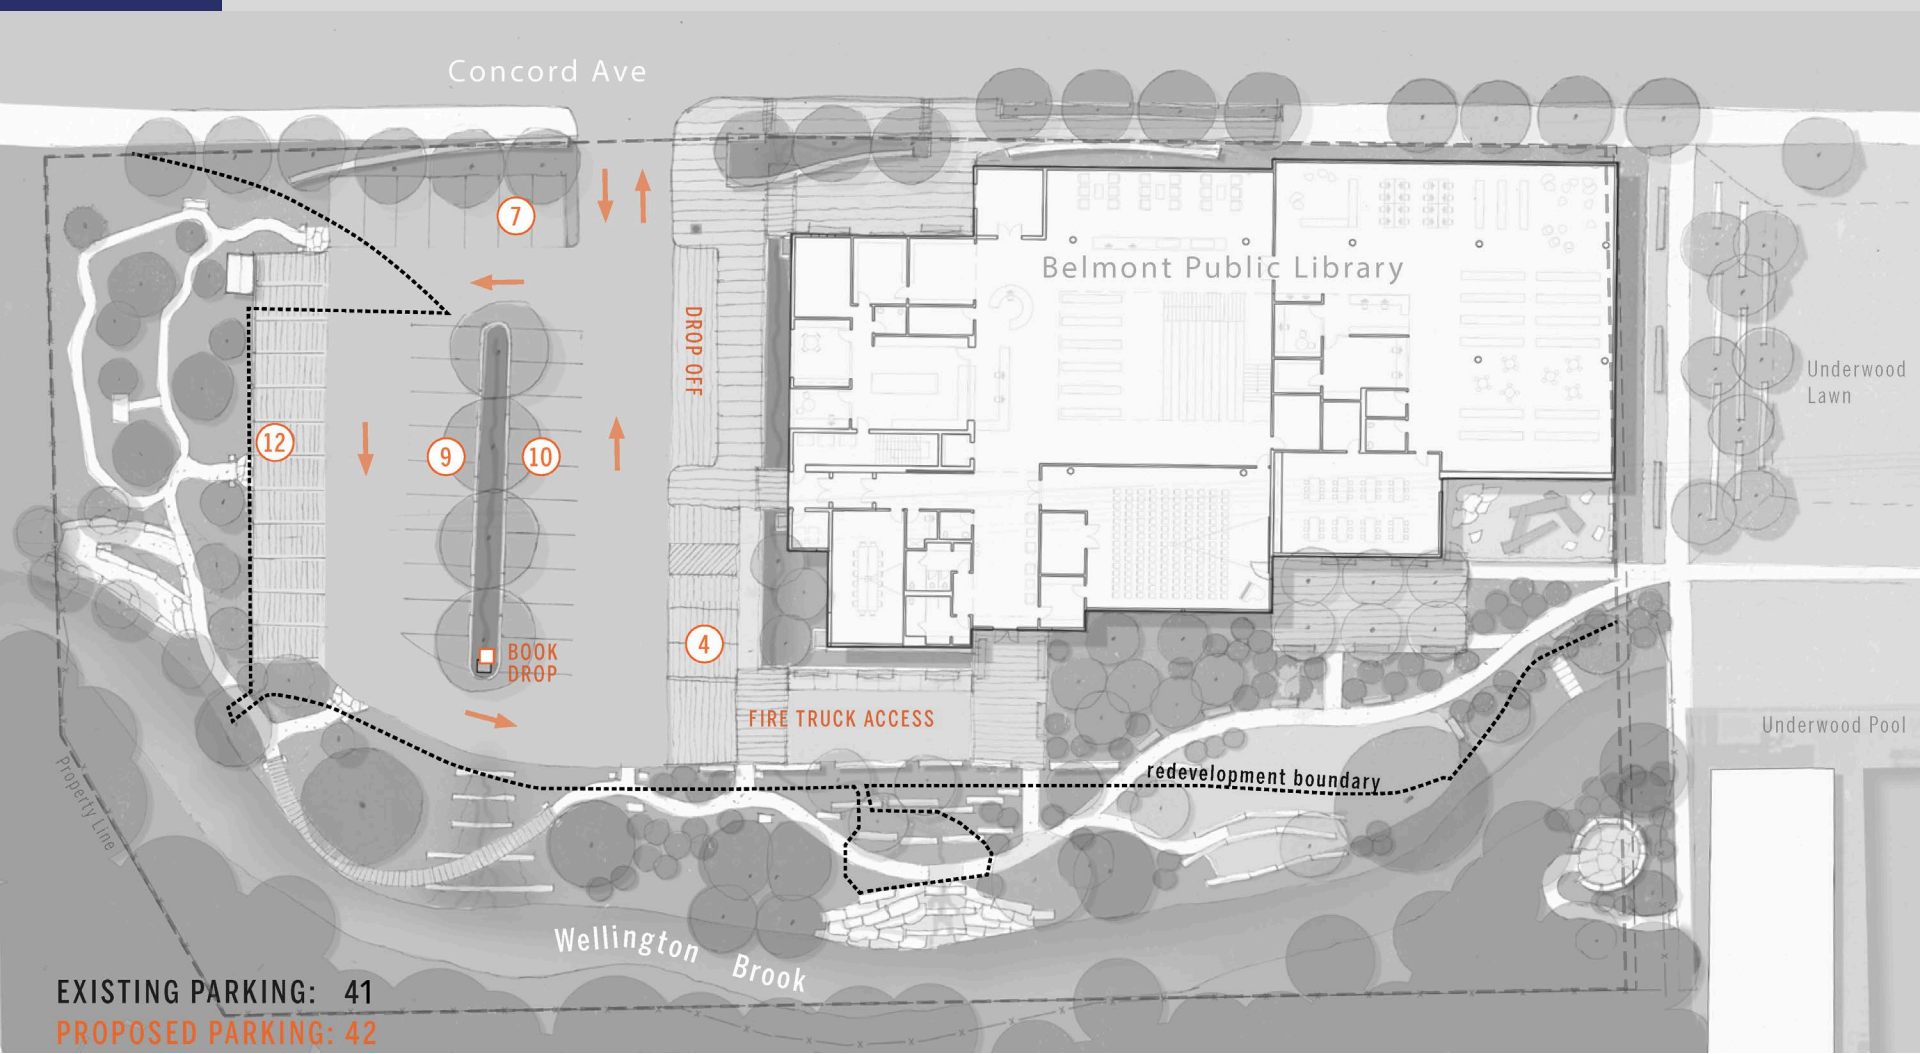 Concord Ave
7
Belmont Public Library
DROP OFF
Underwood
Lawn
12
9
10
4
BOOK
DROP
FIRE TRUCK ACCESS
Underwood Pool
Property Line
redevelopment boundary
Wellington Brook
EXISTING PARKING: 41
PROPOSED PARKING: 42